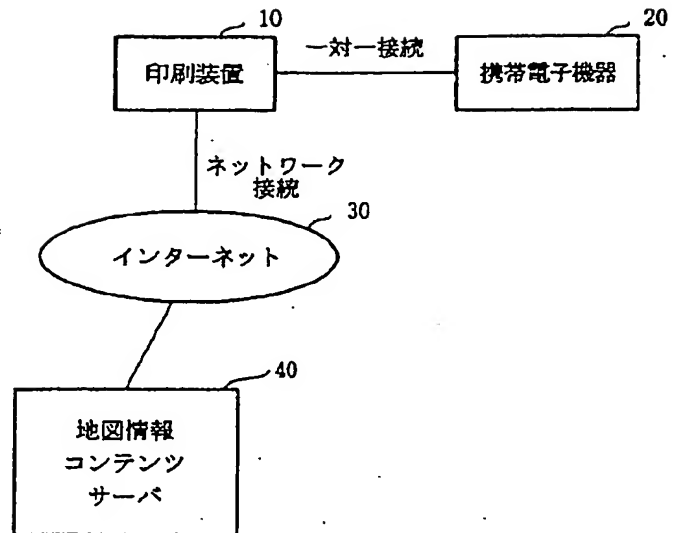 10
印刷装置
一対一接続
20
携帯電子機器
ネットワーク
接続
30
インターネット
40
地図情報
コンテンツ
サーバ